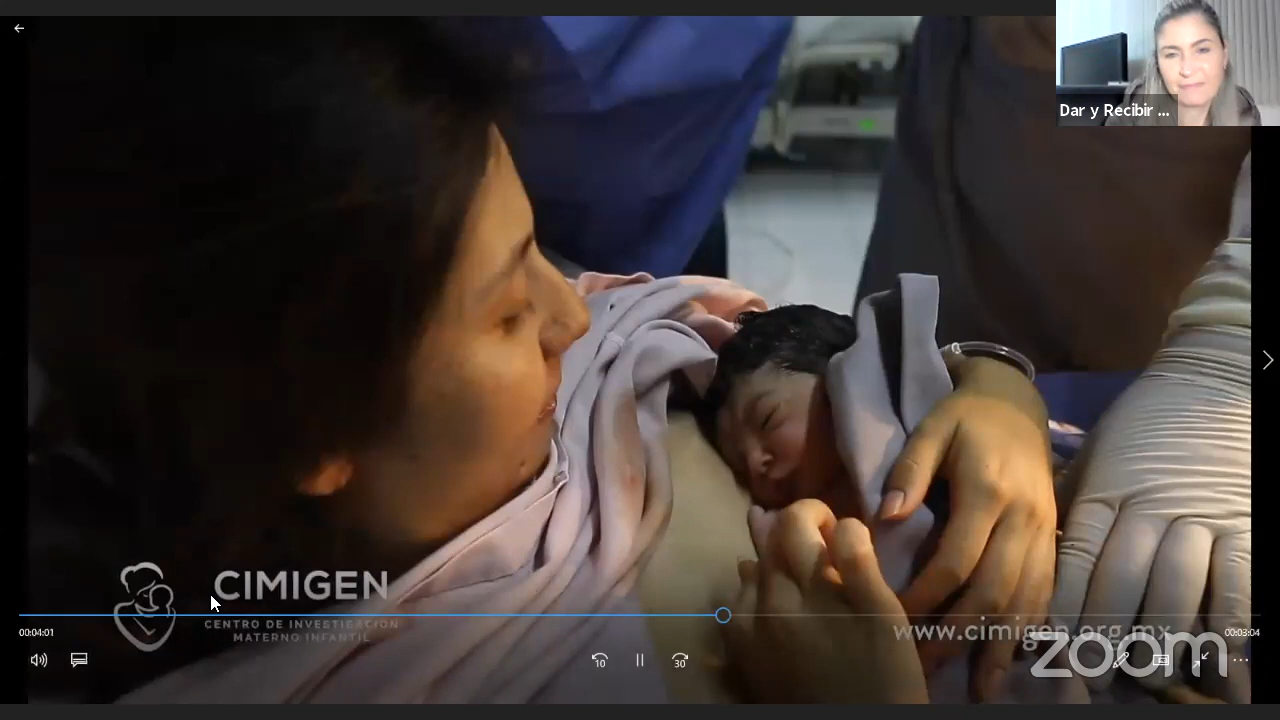 Dar y Recibir ...
CIMIGEN
CENTRO DE INVESTIGACIÓN
MATERNO INFANTIL
www.cimigen.org.mx
00:04:01
00:03:04
10
30
zoom